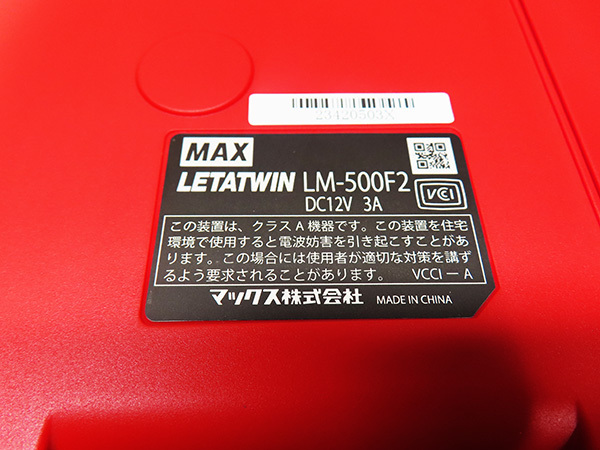 23420503X
MAX
LETATWIN LM-500F2
DC12V 3A
VCCI
この装置は、クラスA機器です。この装置を住宅
環境で使用すると電波妨害を引き起こすことがあ
ります。この場合には使用者が適切な対策を講ず
るよう要求されることがあります。 VCCI－A
マックス株式会社 MADE IN CHINA